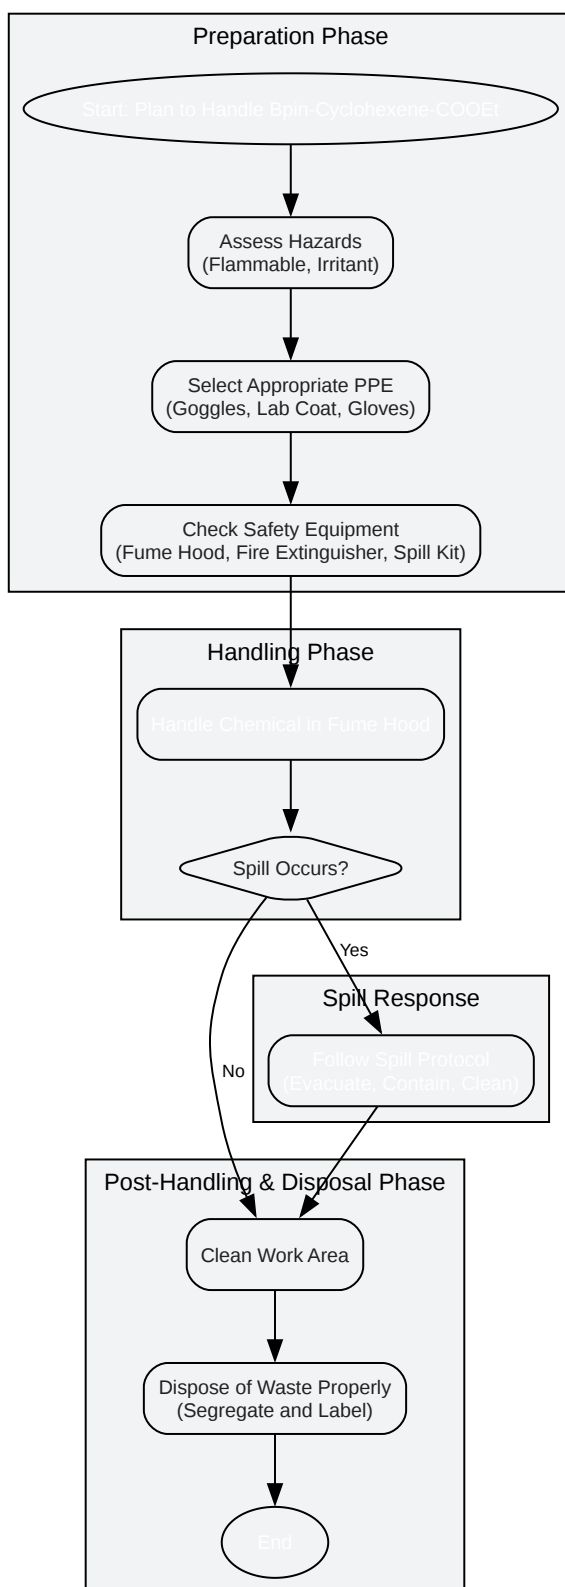 Preparation Phase
Start: Plan to Handle Bpin-Cyclohexene-COOEt
Assess Hazards
(Flammable, Irritant)
Select Appropriate PPE
(Goggles, Lab Coat, Gloves)
Check Safety Equipment
(Fume Hood, Fire Extinguisher, Spill Kit)
Handling Phase
Handle Chemical in Fume Hood
Spill Occurs?
Yes
Spill Response
Follow Spill Protocol
(Evacuate, Contain, Clean)
No
Post-Handling & Disposal Phase
Clean Work Area
Dispose of Waste Properly
(Segregate and Label)
End